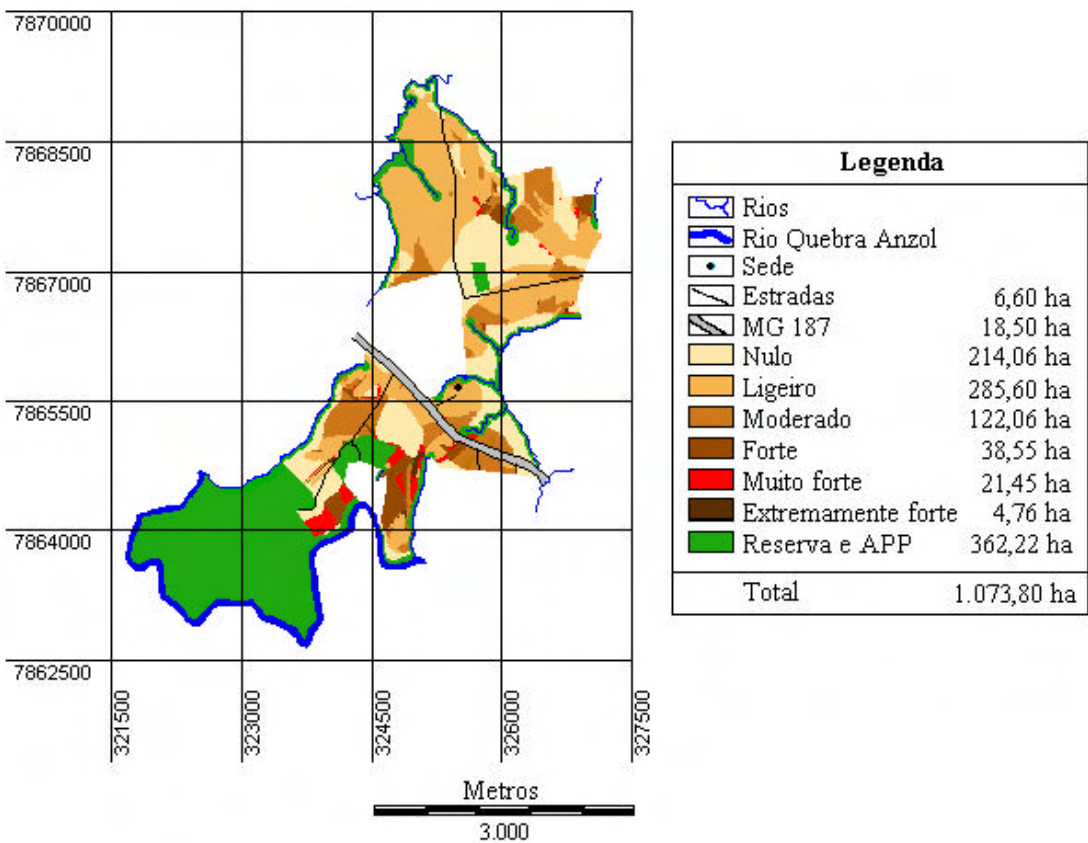 7870000
7868500
7867000
7865500
7864000
7862500
321500
323000
324500
326000
327500
Metros
3.000
Legenda
Rios
Rio Quebra Anzol
Sede
Estradas 6,60 ha
MG 187 18,50 ha
Nulo 214,06 ha
Ligeiro 285,60 ha
Moderado 122,06 ha
Forte 38,55 ha
Muito forte 21,45 ha
Extremamente forte 4,76 ha
Reserva e APP 362,22 ha
Total 1.073,80 ha